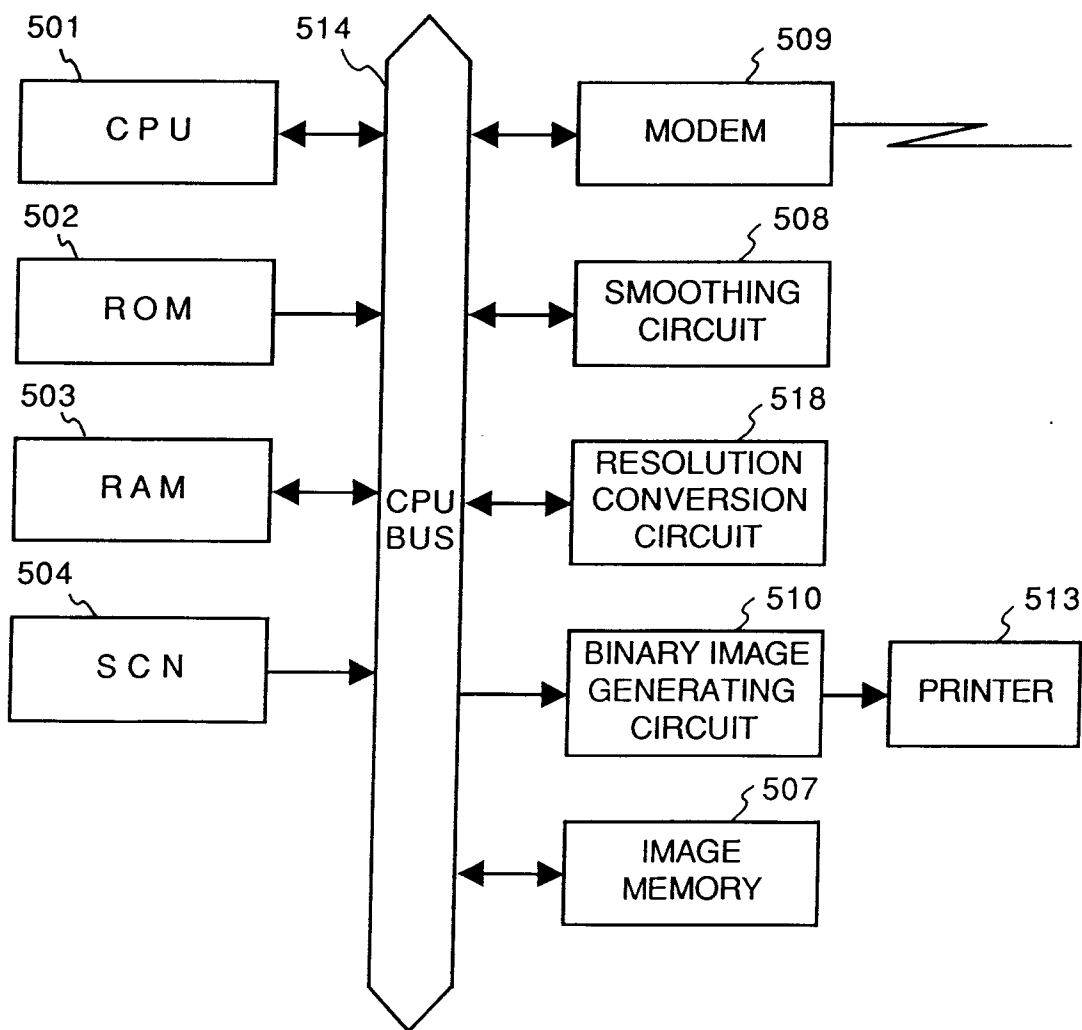 501
CPU
502
ROM
503
RAM
504
SCN
514
CPU
BUS
509
MODEM
508
SMOOTHING
CIRCUIT
518
RESOLUTION
CONVERSION
CIRCUIT
510
BINARY IMAGE
GENERATING
CIRCUIT
513
PRINTER
507
IMAGE
MEMORY